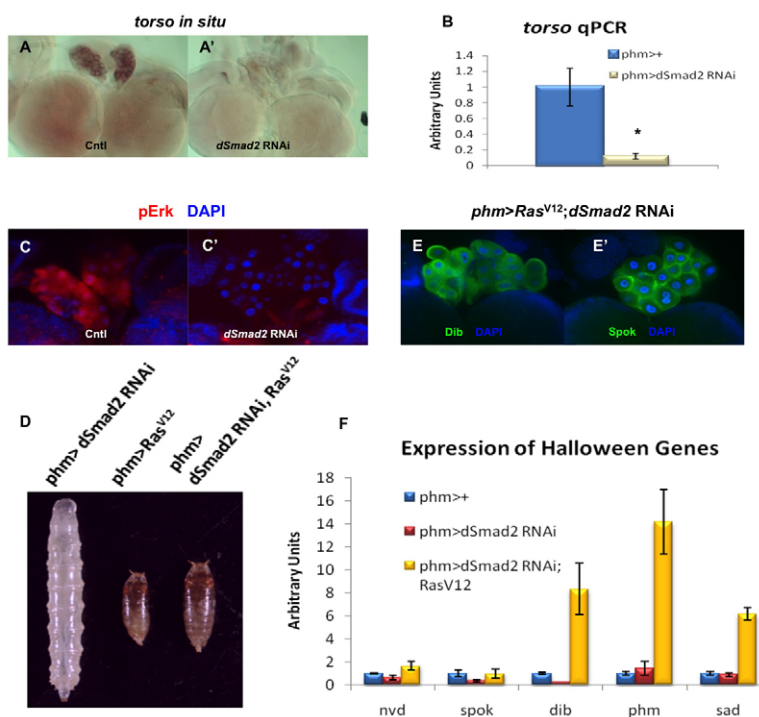 torso in situ
A
A'
Cntl
dSmad2 RNAi
B
torso qPCR
Arbitrary Units
1.4
1.2
1
0.8
0.6
0.4
0.2
0
phm>+
phm>dSmad2 RNAi
*
pErk DAPI
C
C'
Cntl
dSmad2 RNAi
phm>RasV12;dSmad2 RNAi
E
E'
Dib DAPI
Spok DAPI
D
phm> dSmad2 RNAi
phm>RasV12
phm>
dSmad2 RNAi, RasV12
F
Expression of Halloween Genes
Arbitrary Units
18
16
14
12
10
8
6
4
2
0
phm>+
phm>dSmad2 RNAi
phm>dSmad2 RNAi;
RasV12
nvd spok dib phm sad